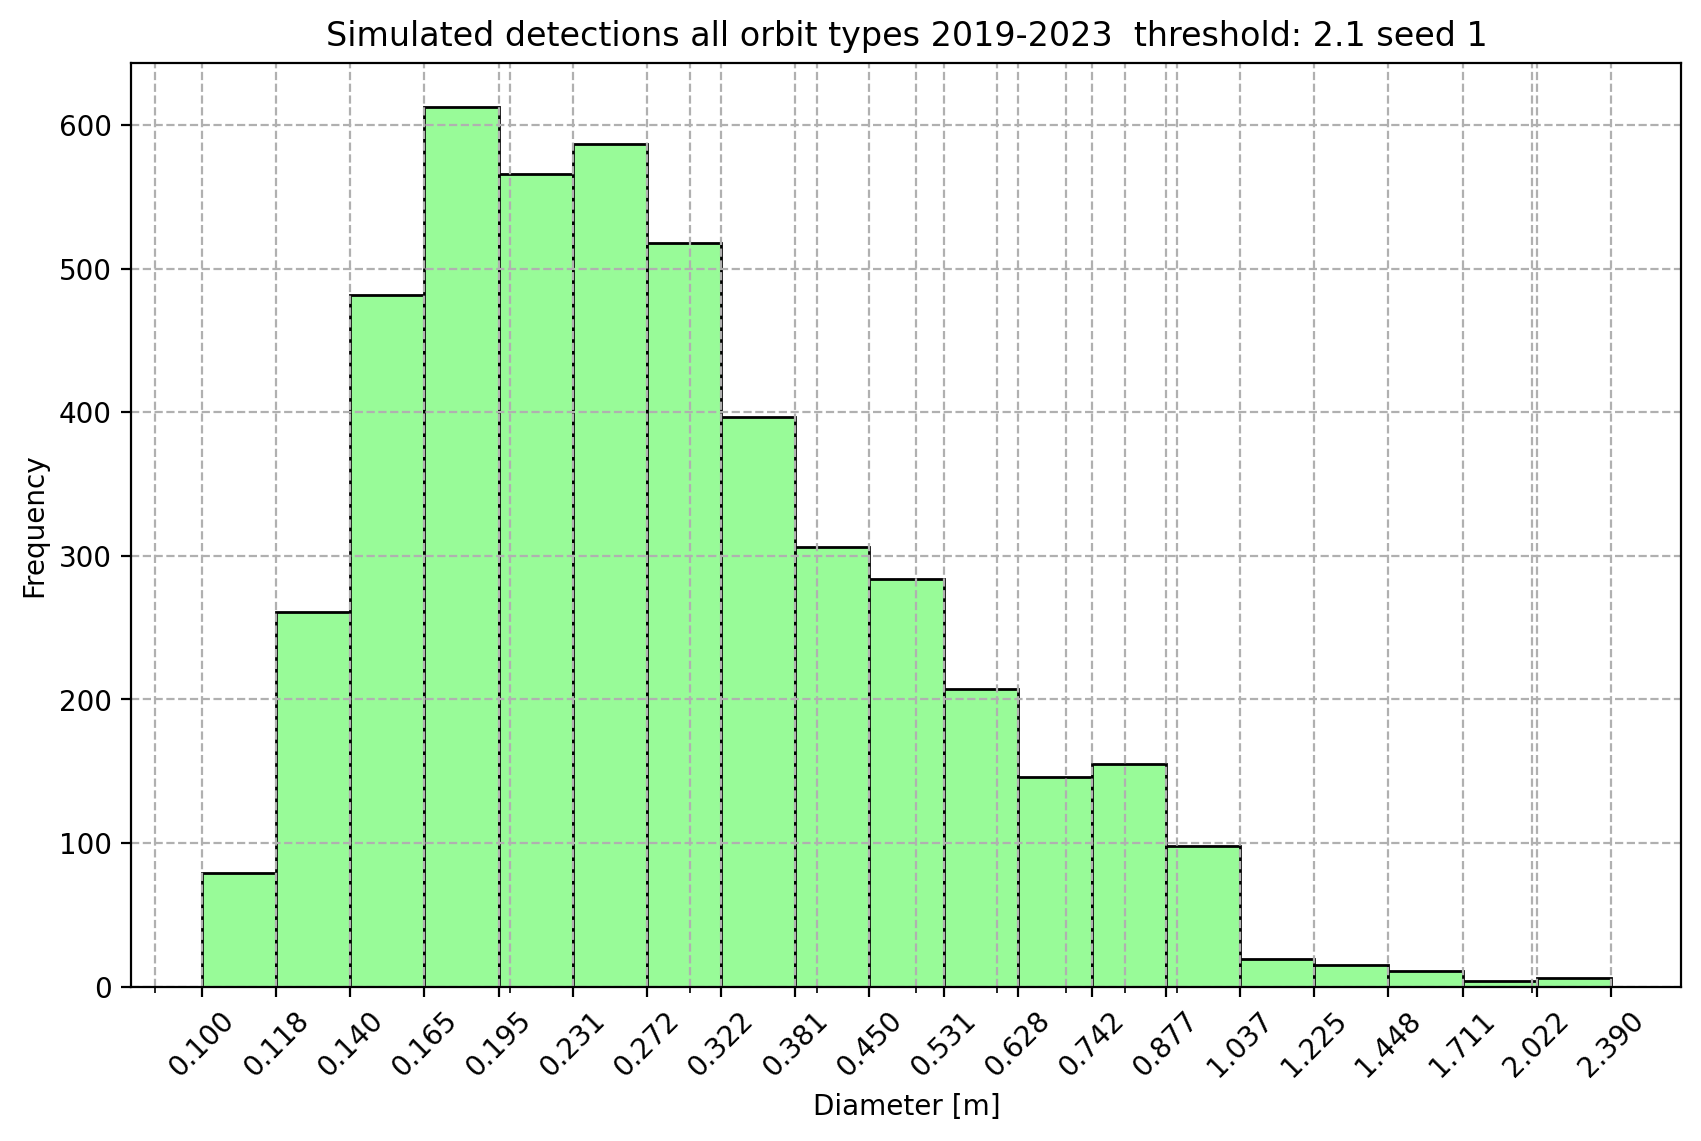 Simulated detections all orbit types 2019-2023  threshold: 2.1 seed 1
600
500
400
300
200
100
0
Frequency
0.100 0.118 0.140 0.165 0.195 0.231 0.272 0.322 0.381 0.450 0.531 0.628 0.742 0.877 1.037 1.225 1.448 1.711 2.022 2.390
Diameter [m]